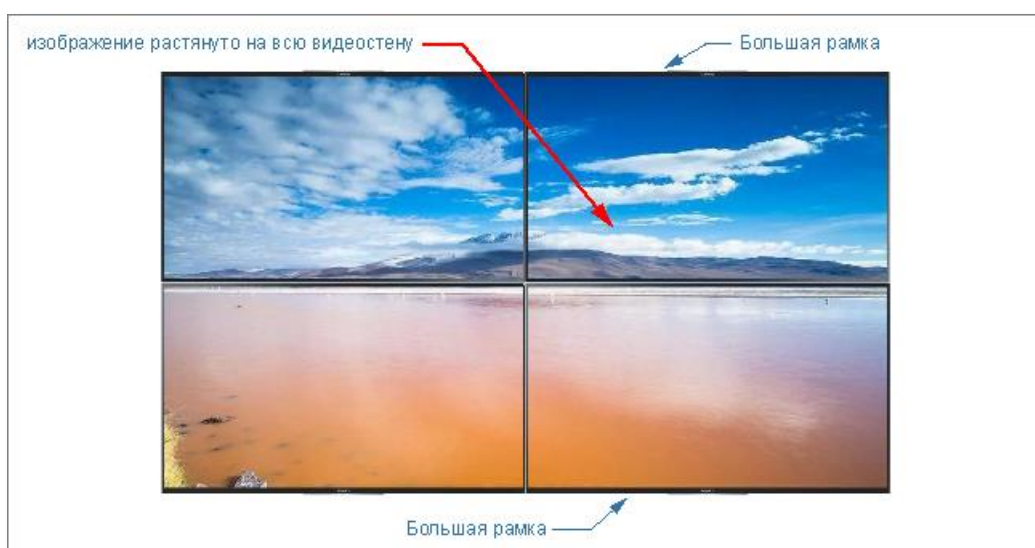 изображение растянуто на всю видеостену
Большая рамка
Большая рамка